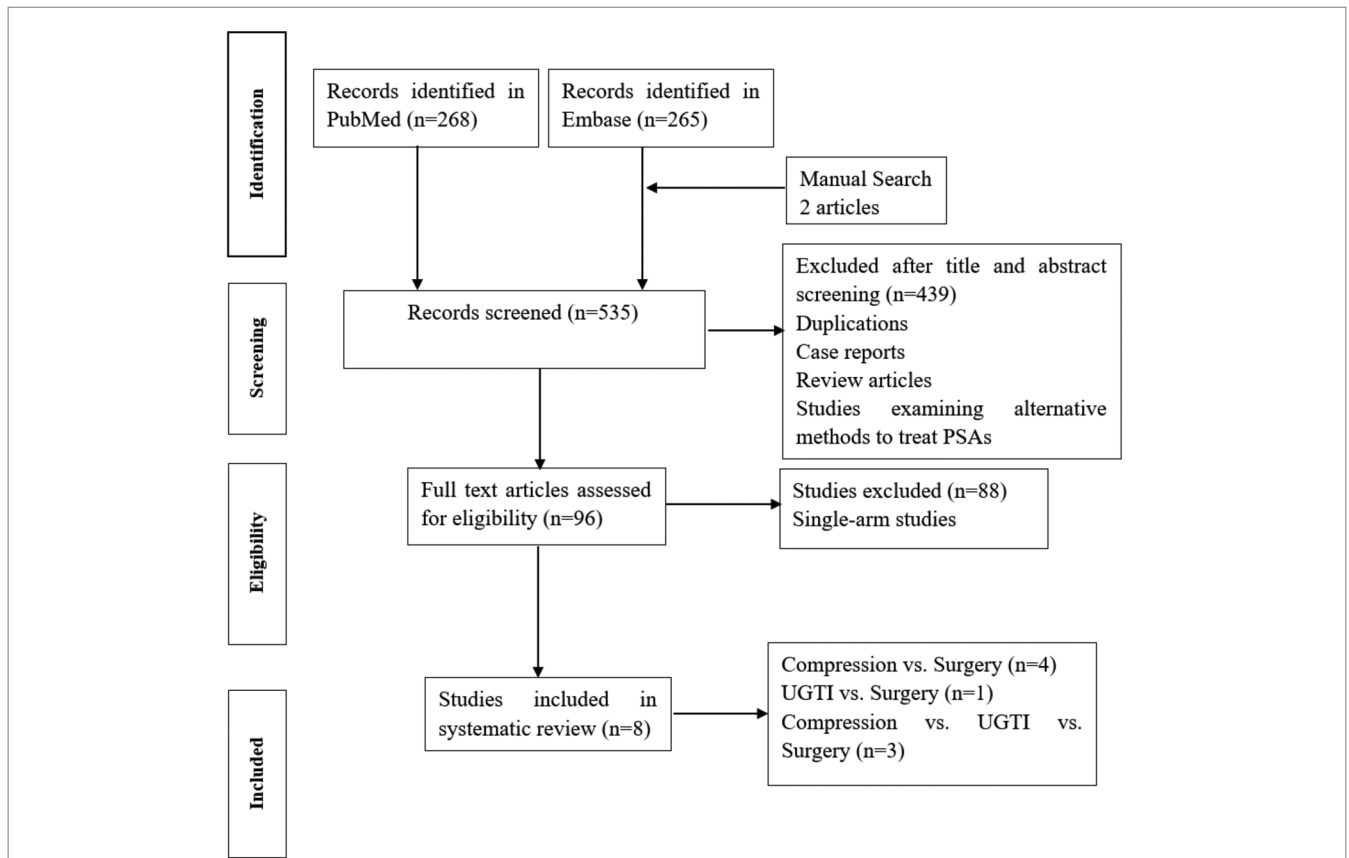 Identification
Records identified in
PubMed (n=268)
Records identified in
Embase (n=265)
Manual Search
2 articles
Screening
Records screened (n=535)
Excluded after title and abstract
screening (n=439)
Duplications
Case reports
Review articles
Studies examining alternative
methods to treat PSAs
Eligibility
Full text articles assessed
for eligibility (n=96)
Studies excluded (n=88)
Single-arm studies
Included
Studies included in
systematic review (n=8)
Compression vs. Surgery (n=4)
UGTI vs. Surgery (n=1)
Compression vs. UGTI vs.
Surgery (n=3)